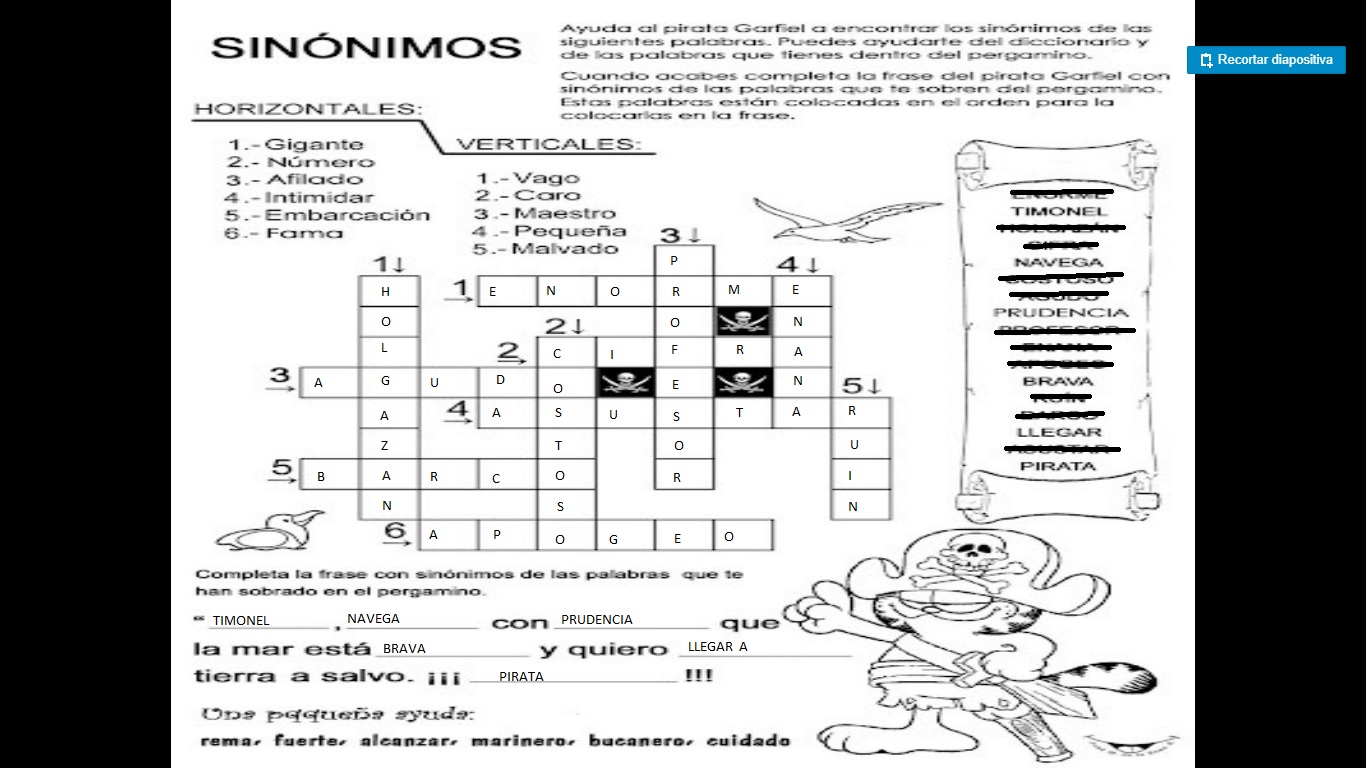 SINÓNIMOS
Ayuda al pirata Garfiel a encontrar los sinónimos de las
siguientes palabras. Puedes ayudarte del diccionario y
de las palabras que tienes dentro del pergamino.
Cuando acabes completa la frase del pirata Garfiel con
sinónimos de las palabras que te sobren del pergamino.
Estas palabras están colocadas en el orden para la
colocarlas en la frase.
Recortar diapositiva
HORIZONTALES:
1.- Gigante
2.- Número
3.- Afilado
4.- Intimidar
5.- Embarcación
6.- Fama
VERTICALES:
1.- Vago
2.- Caro
3.- Maestro
4.- Pequeña
5.- Malvado
ENORME
TIMONEL
HOLGAZÁN
CIFRA
NAVEGA
COSTOSO
AGUDO
PRUDENCIA
PROFESOR
ENANA
APOGEO
BRAVA
RUÍN
BARCO
LLEGAR
ASUSTAR
PIRATA
3↓
P
1↓ 4↓
H 1 E N O R M E
O 2↓ O N
L 2 C I F R A
3 A G U D O E N 5↓
A 4 A S U S T A R
Z T O U
5 B A R C O R I
N S N
6 A P O G E O
Completa la frase con sinónimos de las palabras que te
han sobrado en el pergamino.
“ TIMONEL , NAVEGA con PRUDENCIA que
la mar está BRAVA y quiero LLEGAR A
tierra a salvo. ¡¡¡ PIRATA !!!
Una pequeña ayuda:
rema, fuerte, alcanzar, marinero, bucanero, cuidado